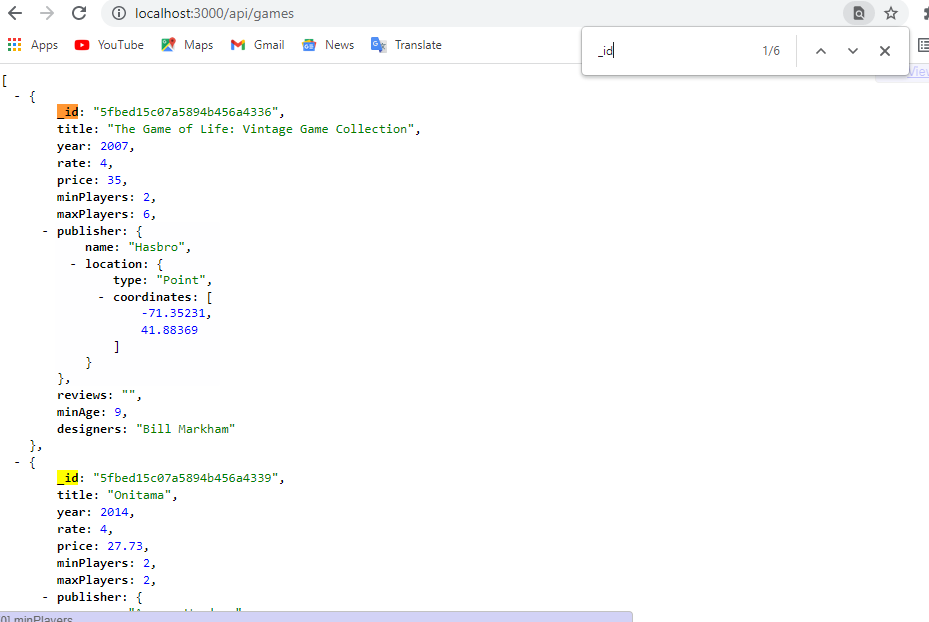 localhost:3000/api/games
Apps YouTube Maps Gmail News Translate
_id 1/6
View
[
- {
_id: "5fbed15c07a5894b456a4336",
title: "The Game of Life: Vintage Game Collection",
year: 2007,
rate: 4,
price: 35,
minPlayers: 2,
maxPlayers: 6,
- publisher: {
name: "Hasbro",
- location: {
type: "Point",
- coordinates: [
-71.35231,
41.88369
]
}
},
reviews: "",
minAge: 9,
designers: "Bill Markham"
},
- {
_id: "5fbed15c07a5894b456a4339",
title: "Onitama",
year: 2014,
rate: 4,
price: 27.73,
minPlayers: 2,
maxPlayers: 2,
- publisher: {
0].minPlayers